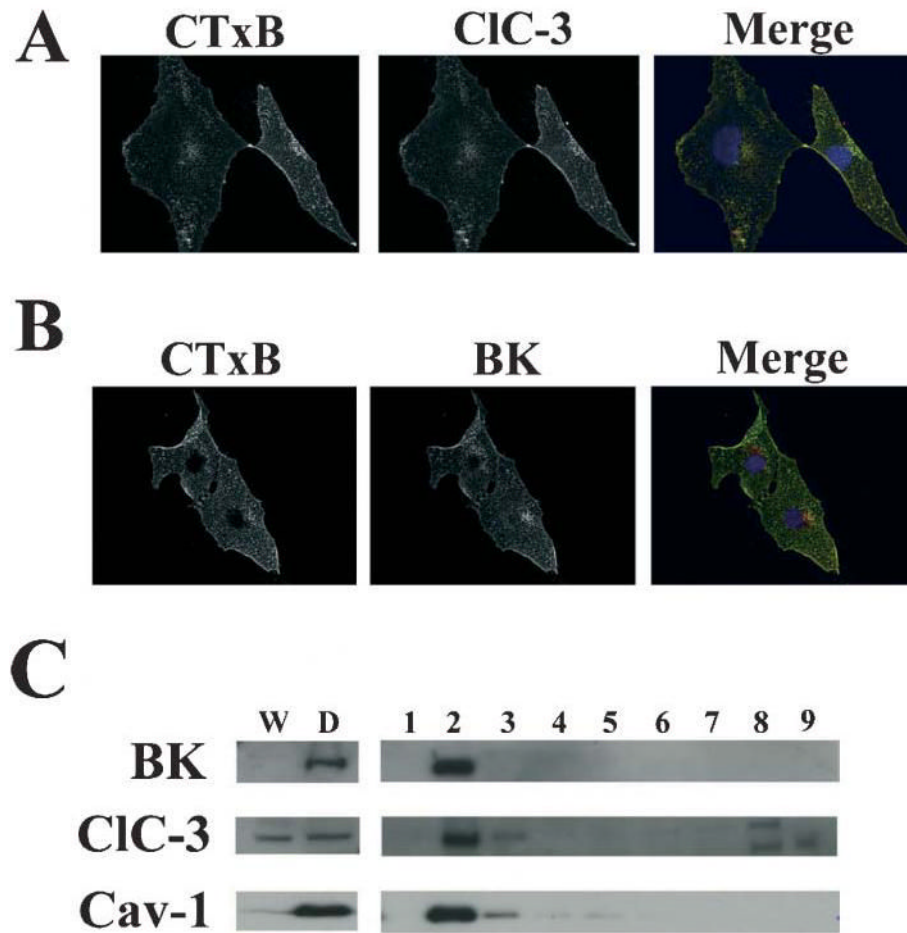 A
CTxB ClC-3 Merge
B
CTxB BK Merge
C
W D 1 2 3 4 5 6 7 8 9
BK
ClC-3
Cav-1